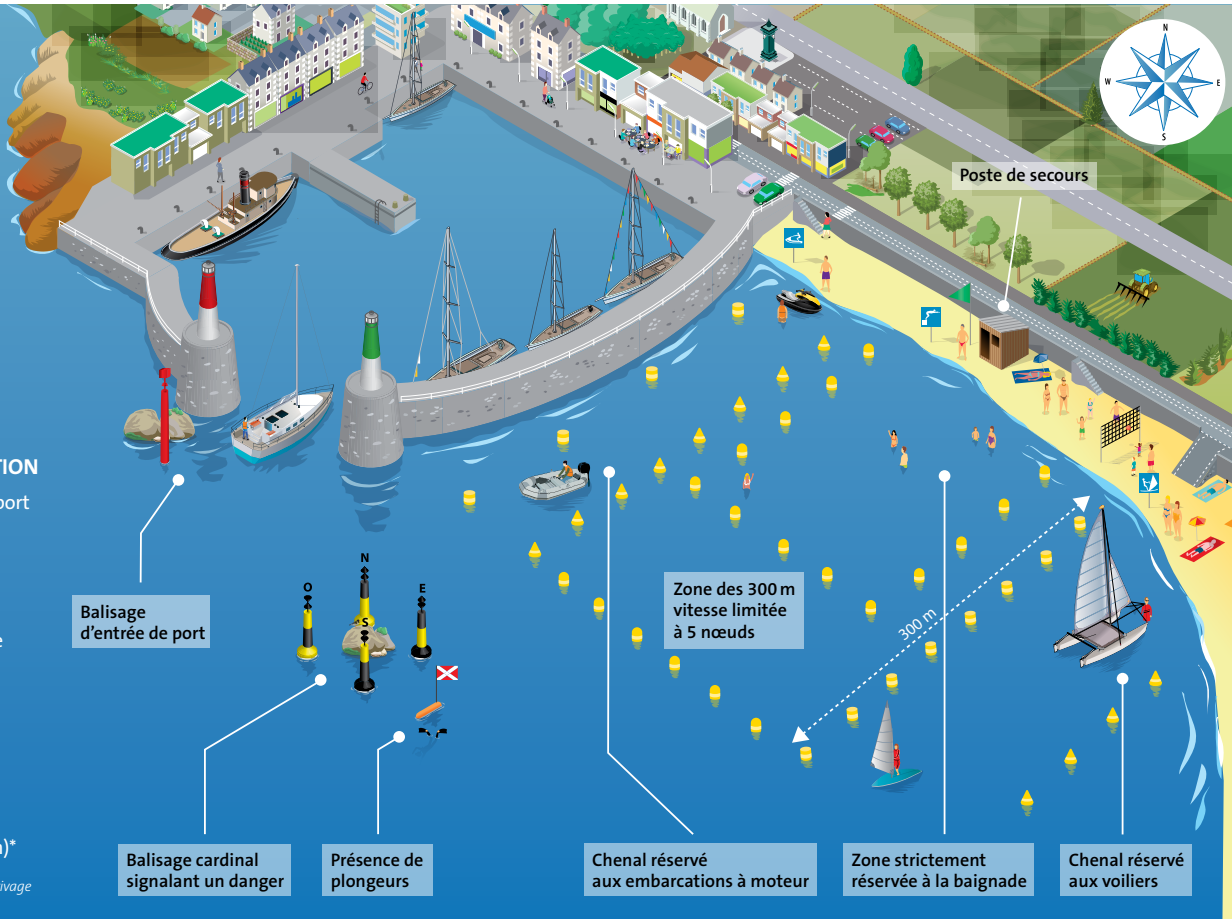 N
W
E
S
Poste de secours
TION
port
Balisage
d'entrée de port
O
N
E
S
Zone des 300 m
vitesse limitée
à 5 nœuds
300 m
e
)*
ivage
Balisage cardinal
signalant un danger
Présence de
plongeurs
Chenal réservé
aux embarcations à moteur
Zone strictement
réservée à la baignade
Chenal réservé
aux voiliers